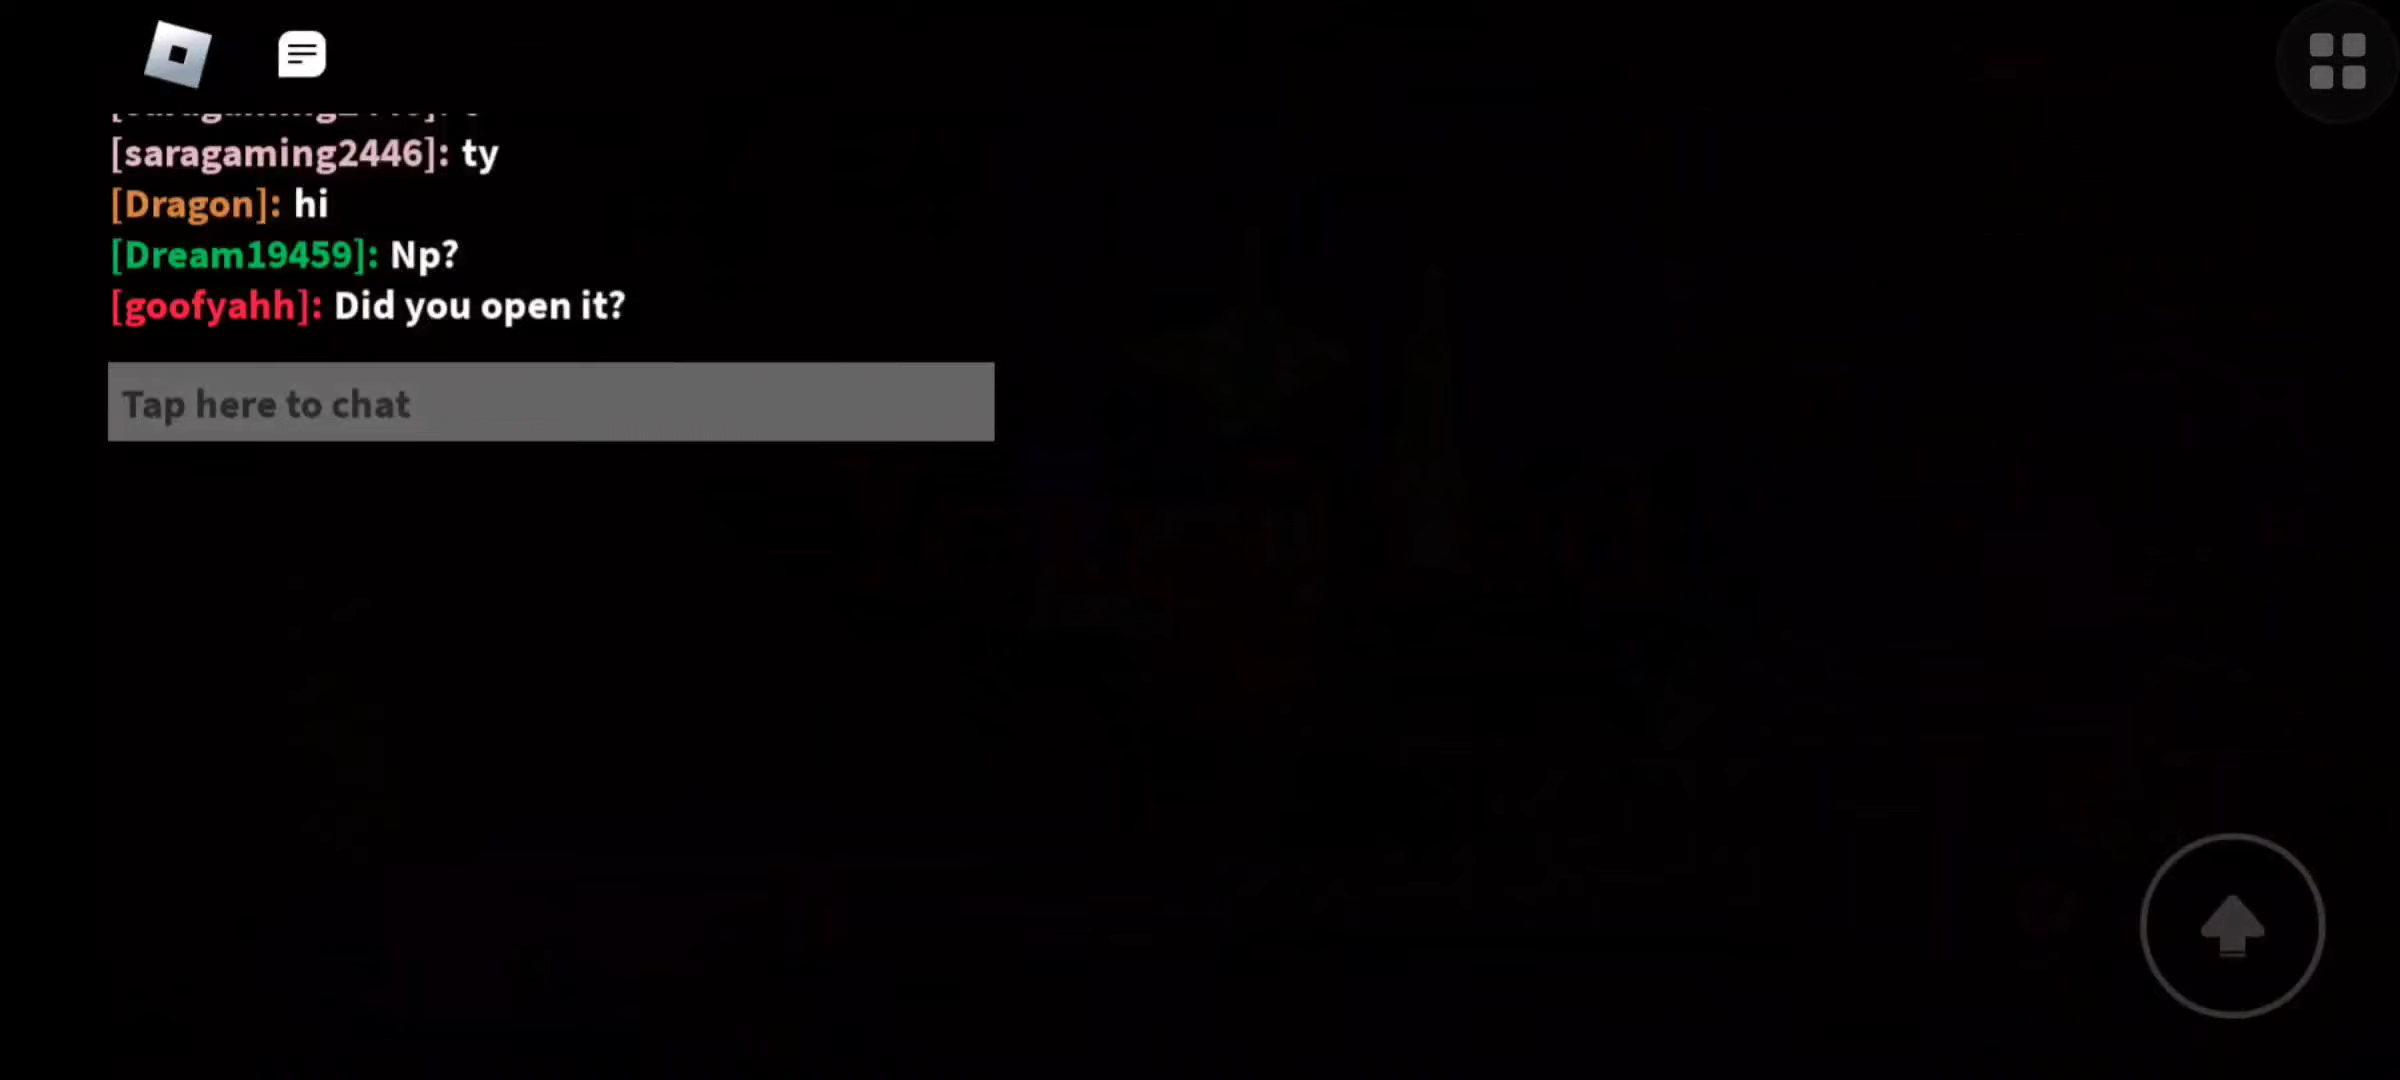 [saragaming2446]: ty
[Dragon]: hi
[Dream19459]: Np?
[goofyahh]: Did you open it?
Tap here to chat